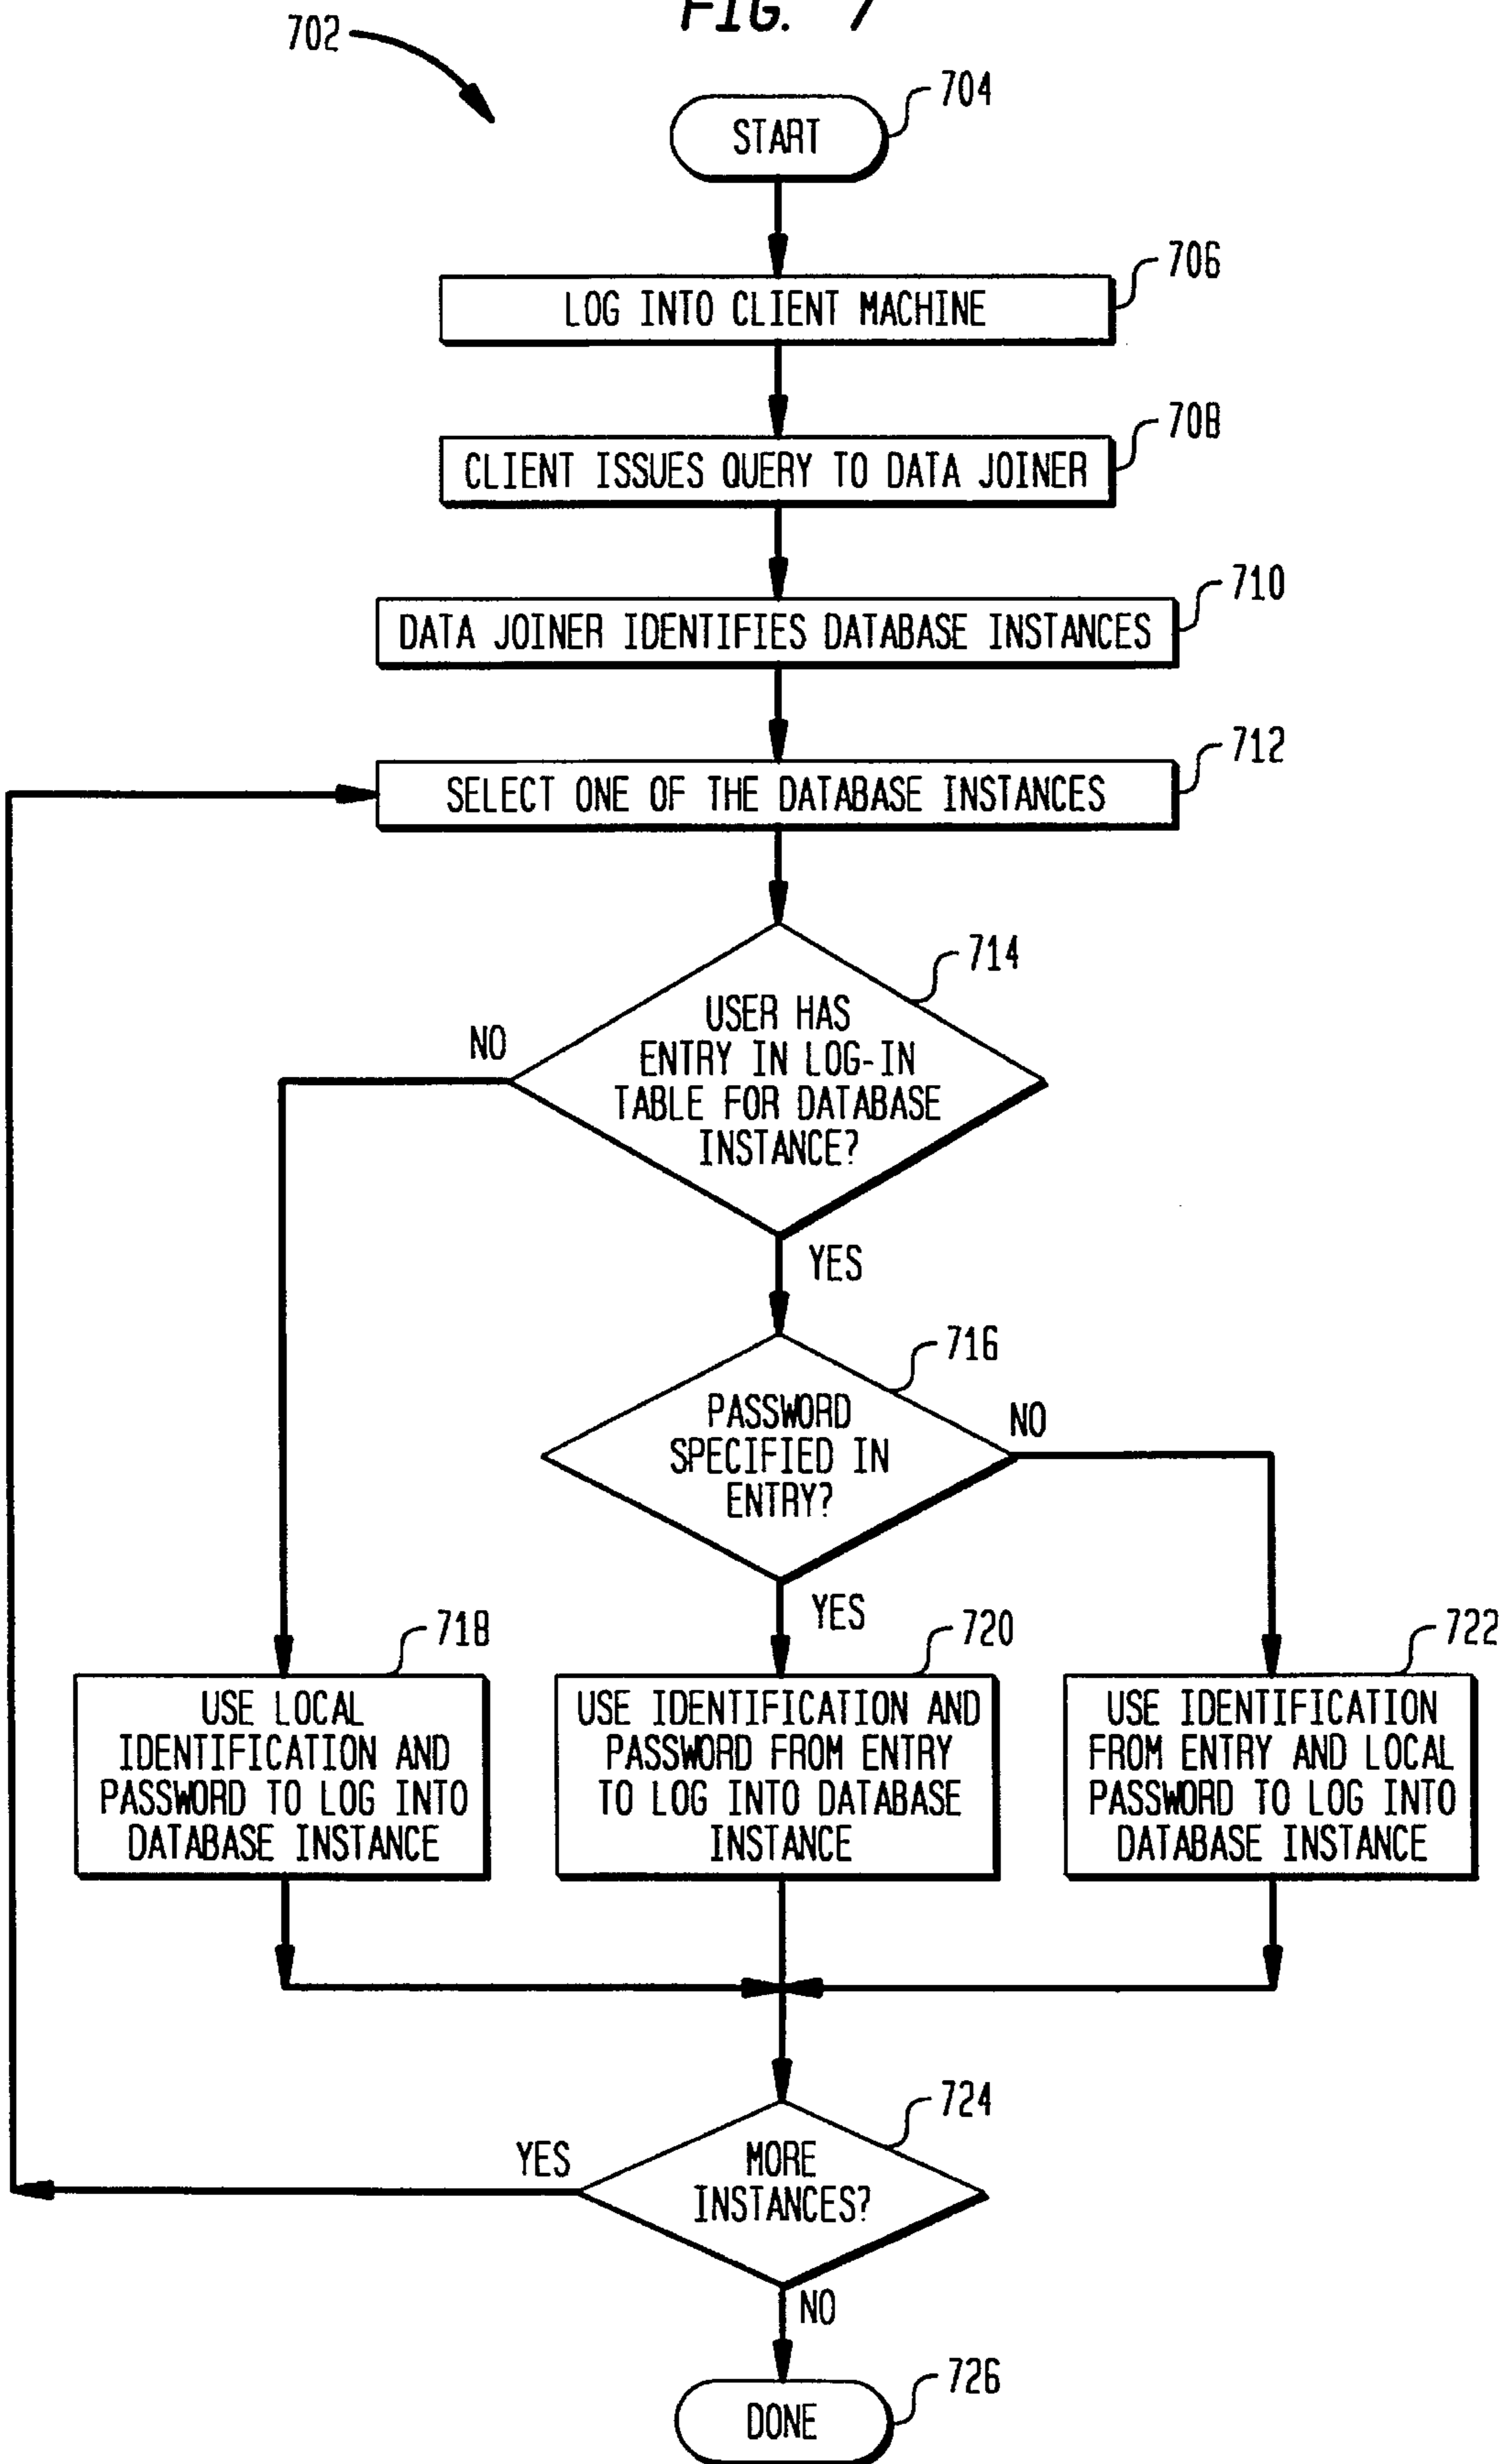 FIG. 7
702
704
START
706
LOG INTO CLIENT MACHINE
708
CLIENT ISSUES QUERY TO DATA JOINER
710
DATA JOINER IDENTIFIES DATABASE INSTANCES
712
SELECT ONE OF THE DATABASE INSTANCES
714
USER HAS
ENTRY IN LOG-IN
TABLE FOR DATABASE
INSTANCE?
NO
YES
716
PASSWORD
SPECIFIED IN
ENTRY?
NO
YES
718
USE LOCAL
IDENTIFICATION AND
PASSWORD TO LOG INTO
DATABASE INSTANCE
720
USE IDENTIFICATION AND
PASSWORD FROM ENTRY
TO LOG INTO DATABASE
INSTANCE
722
USE IDENTIFICATION
FROM ENTRY AND LOCAL
PASSWORD TO LOG INTO
DATABASE INSTANCE
724
MORE
INSTANCES?
YES
NO
726
DONE